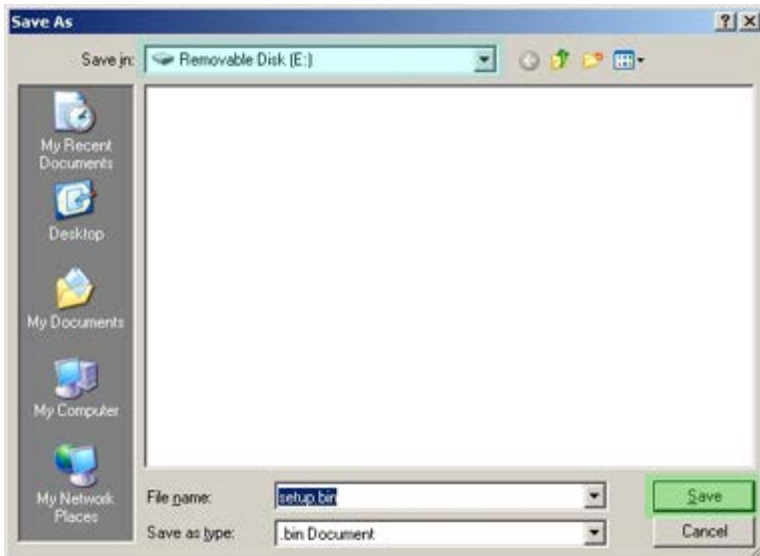 Save As
Save in:
Removable Disk (E:)
My Recent
Documents
Desktop
My Documents
My Computer
My Network
Places
File name:
setup.bin
Save
Save as type:
.bin Document
Cancel